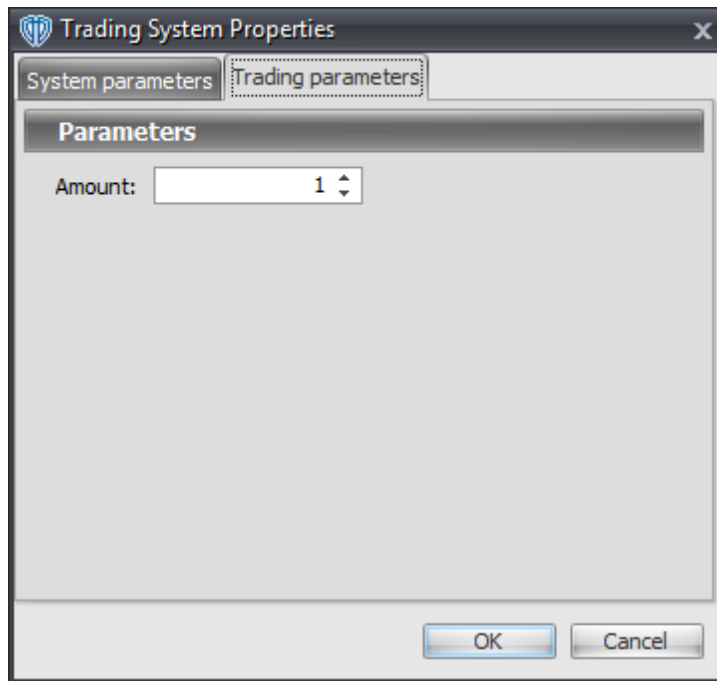 Trading System Properties
System parameters Trading parameters
Parameters
Amount: 1
OK Cancel